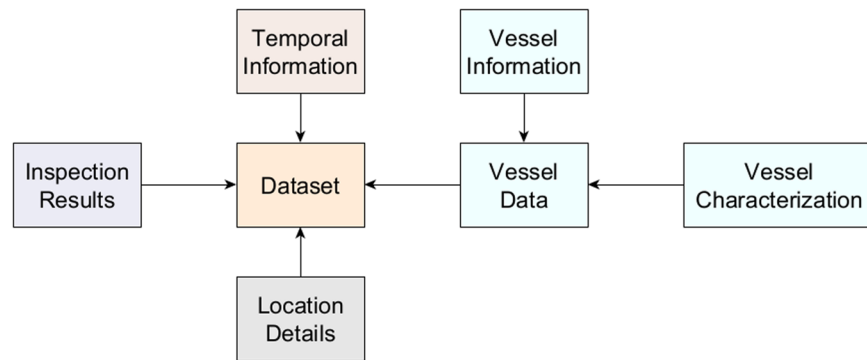 Temporal
Information
Vessel
Information
Inspection
Results
Dataset
Vessel
Data
Vessel
Characterization
Location
Details